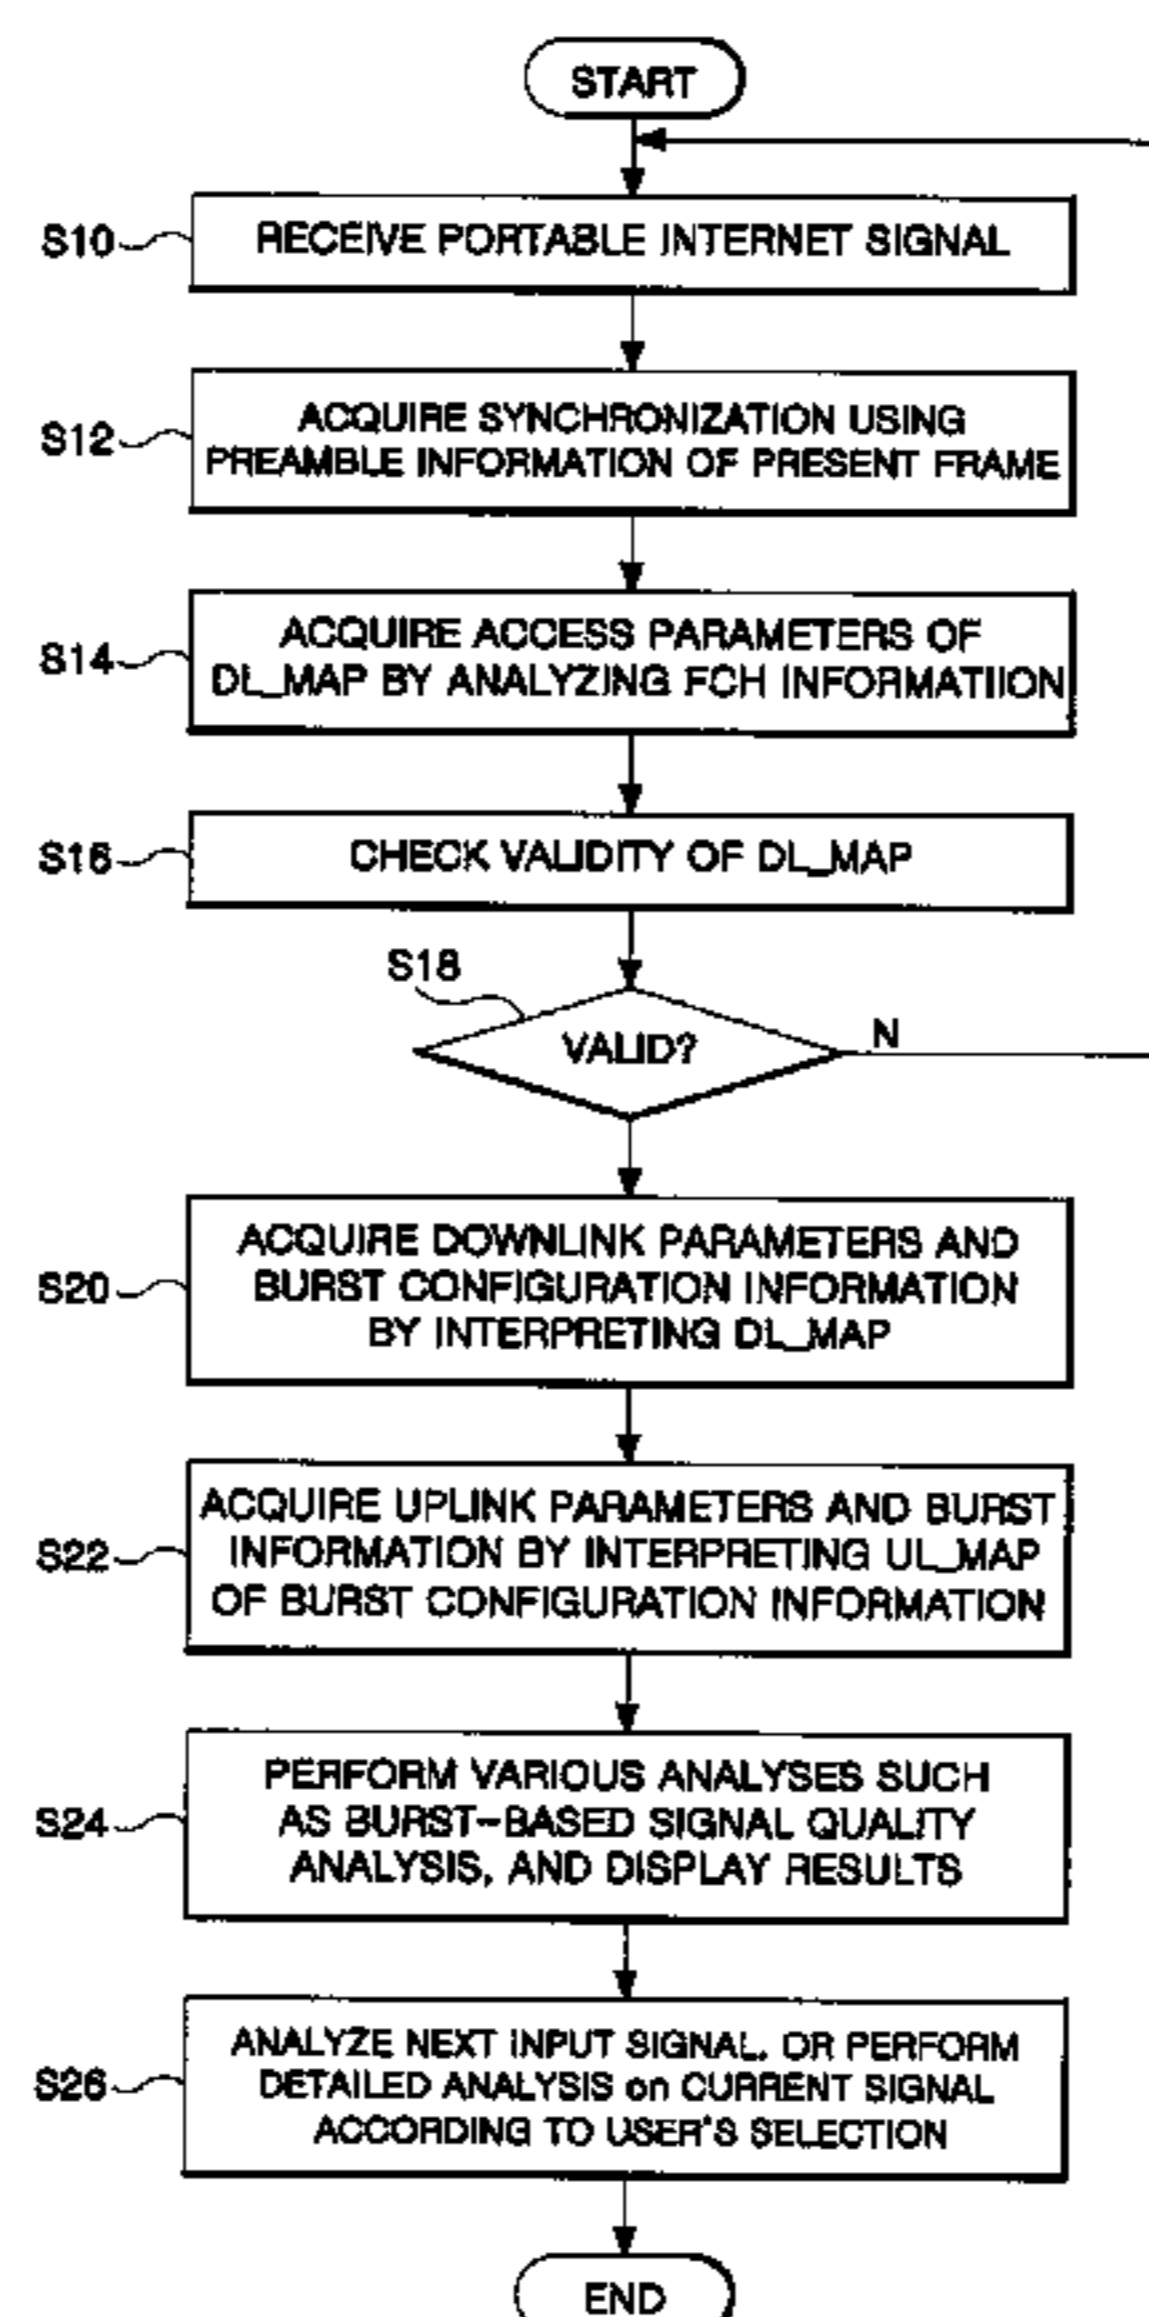 START
S10
RECEIVE PORTABLE INTERNET SIGNAL
S12
ACQUIRE SYNCHRONIZATION USING
PREAMBLE INFORMATION OF PRESENT FRAME
S14
ACQUIRE ACCESS PARAMETERS OF
DL_MAP BY ANALYZING FCH INFORMATIION
S16
CHECK VALIDITY OF DL_MAP
S18
VALID?
N
S20
ACQUIRE DOWNLINK PARAMETERS AND
BURST CONFIGURATION INFORMATION
BY INTERPRETING DL_MAP
S22
ACQUIRE UPLINK PARAMETERS AND BURST
INFORMATION BY INTERPRETING UL_MAP
OF BURST CONFIGURATION INFORMATION
S24
PERFORM VARIOUS ANALYSES SUCH
AS BURST-BASED SIGNAL QUALITY
ANALYSIS, AND DISPLAY RESULTS
S26
ANALYZE NEXT INPUT SIGNAL, OR PERFORM
DETAILED ANALYSIS on CURRENT SIGNAL
ACCORDING TO USER'S SELECTION
END